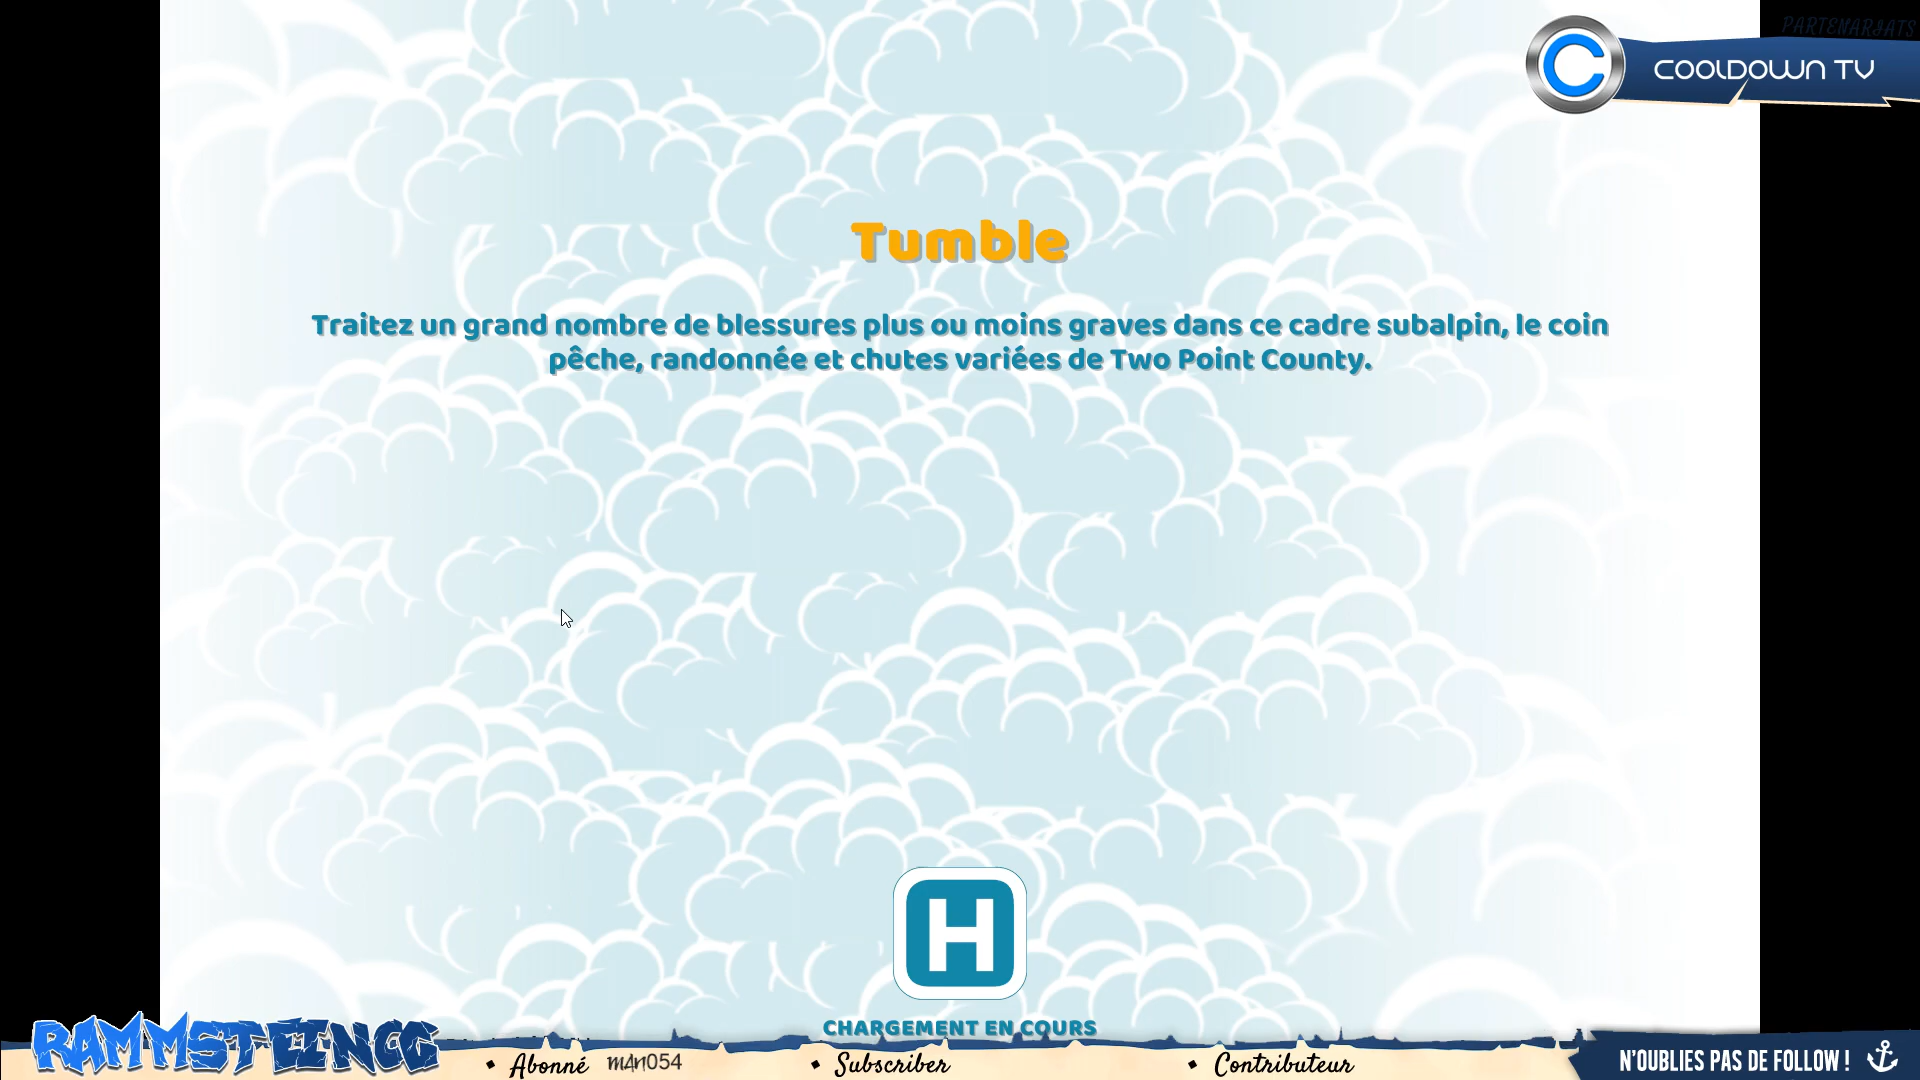 PARTENARIATS
COOLDOWN TV
Tumble
Traitez un grand nombre de blessures plus ou moins graves dans ce cadre subalpin, le coin
pêche, randonnée et chutes variées de Two Point County.
H
CHARGEMENT EN COURS
RAMMSTEINCG
• Abonné man054
• Subscriber
• Contributeur
N'OUBLIES PAS DE FOLLOW !